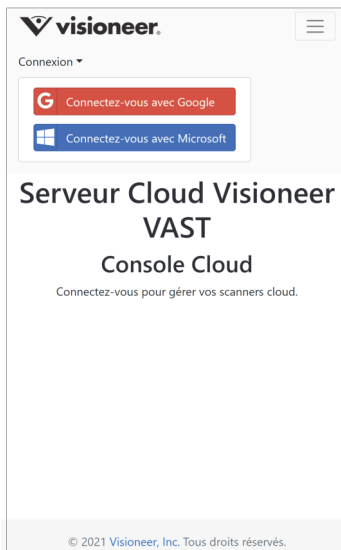 visioneer.
Connexion
Connectez-vous avec Google
Connectez-vous avec Microsoft
Serveur Cloud Visioneer
VAST
Console Cloud
Connectez-vous pour gérer vos scanners cloud.
© 2021 Visioneer, Inc. Tous droits réservés.